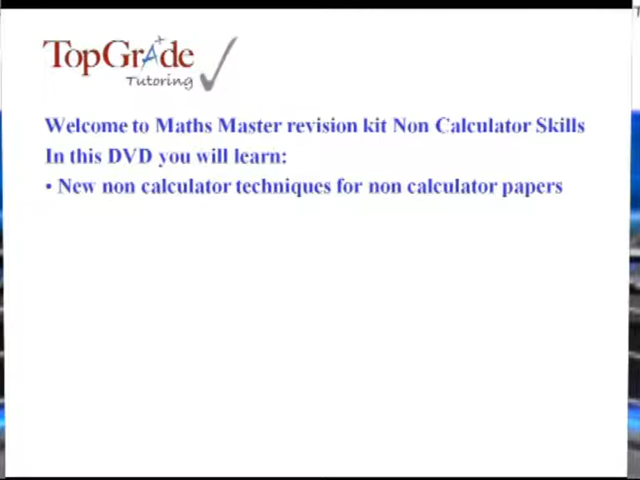 TopGrAde
Tutoring
Welcome to Maths Master revision kit Non Calculator Skills
In this DVD you will learn:
• New non calculator techniques for non calculator papers